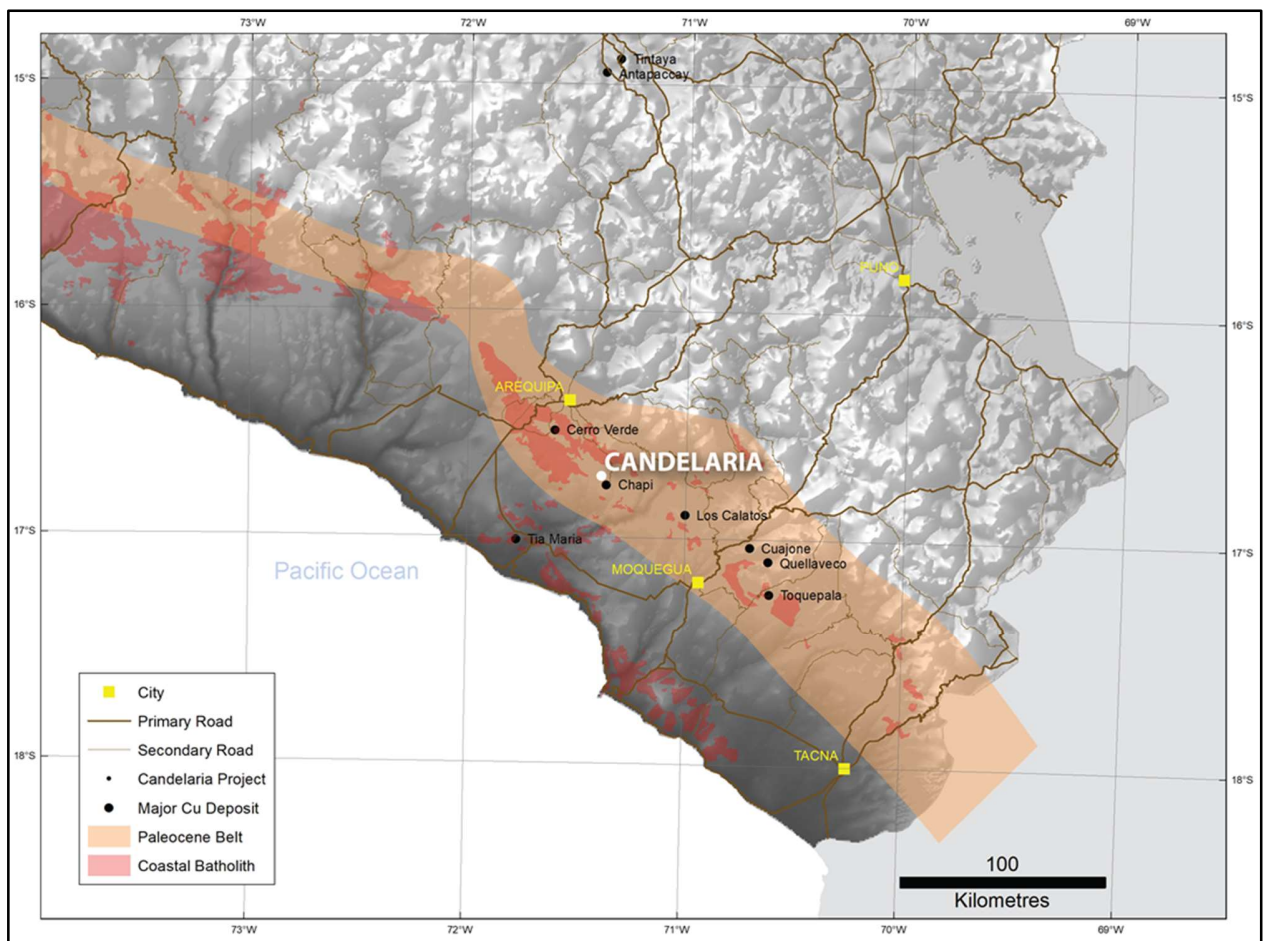 73°W
72°W
71°W
70°W
69°W
15°S
15°S
Tintaya
Antapaccay
PUNO
16°S
16°S
AREQUIPA
Cerro Verde
CANDELARIA
Chapi
Los Calatos
17°S
17°S
Tia Maria
Cuajone
Quellaveco
MOQUEGUA
Toquepala
Pacific Ocean
City
Primary Road
Secondary Road
Candelaria Project
Major Cu Deposit
Paleocene Belt
Coastal Batholith
18°S
18°S
TACNA
100
Kilometres
73°W
72°W
71°W
70°W
69°W